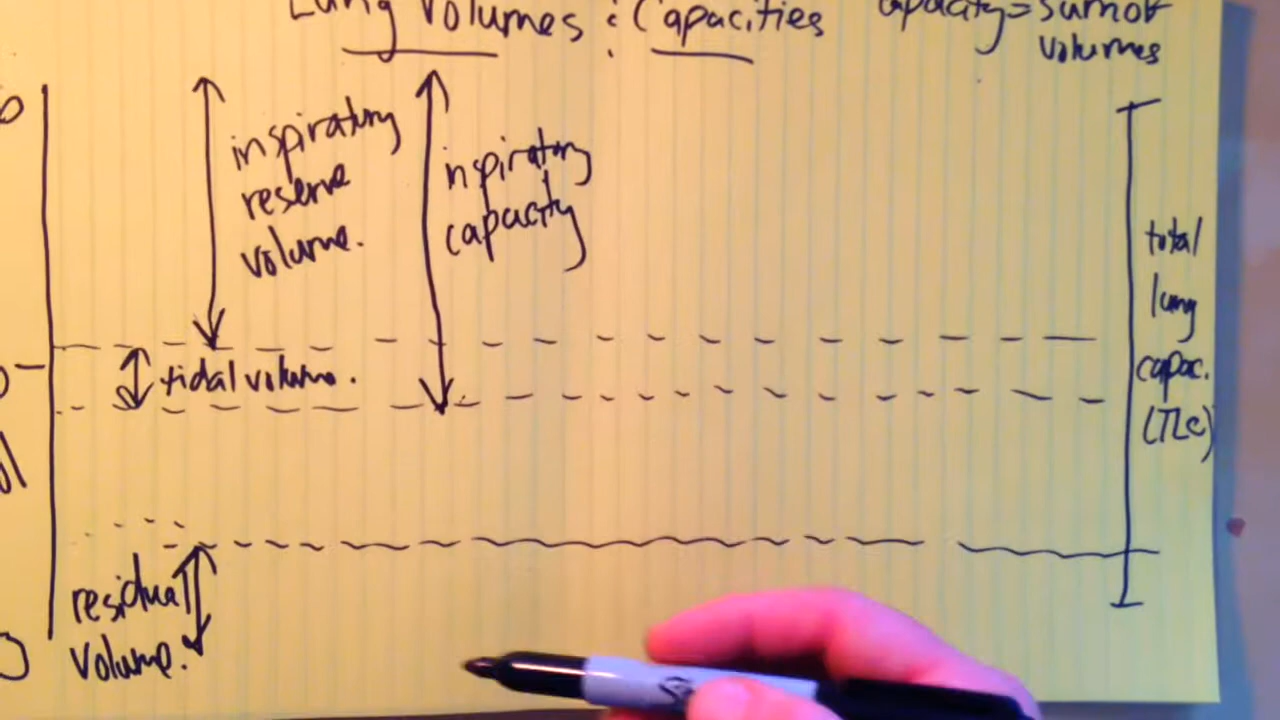 Lung Volumes & Capacities
capacity = sum of
volumes
inspiratory
reserve
volume.
inspiratory
capacity
tidal volume.
residual
volume.
total
lung
capac.
(TLC)